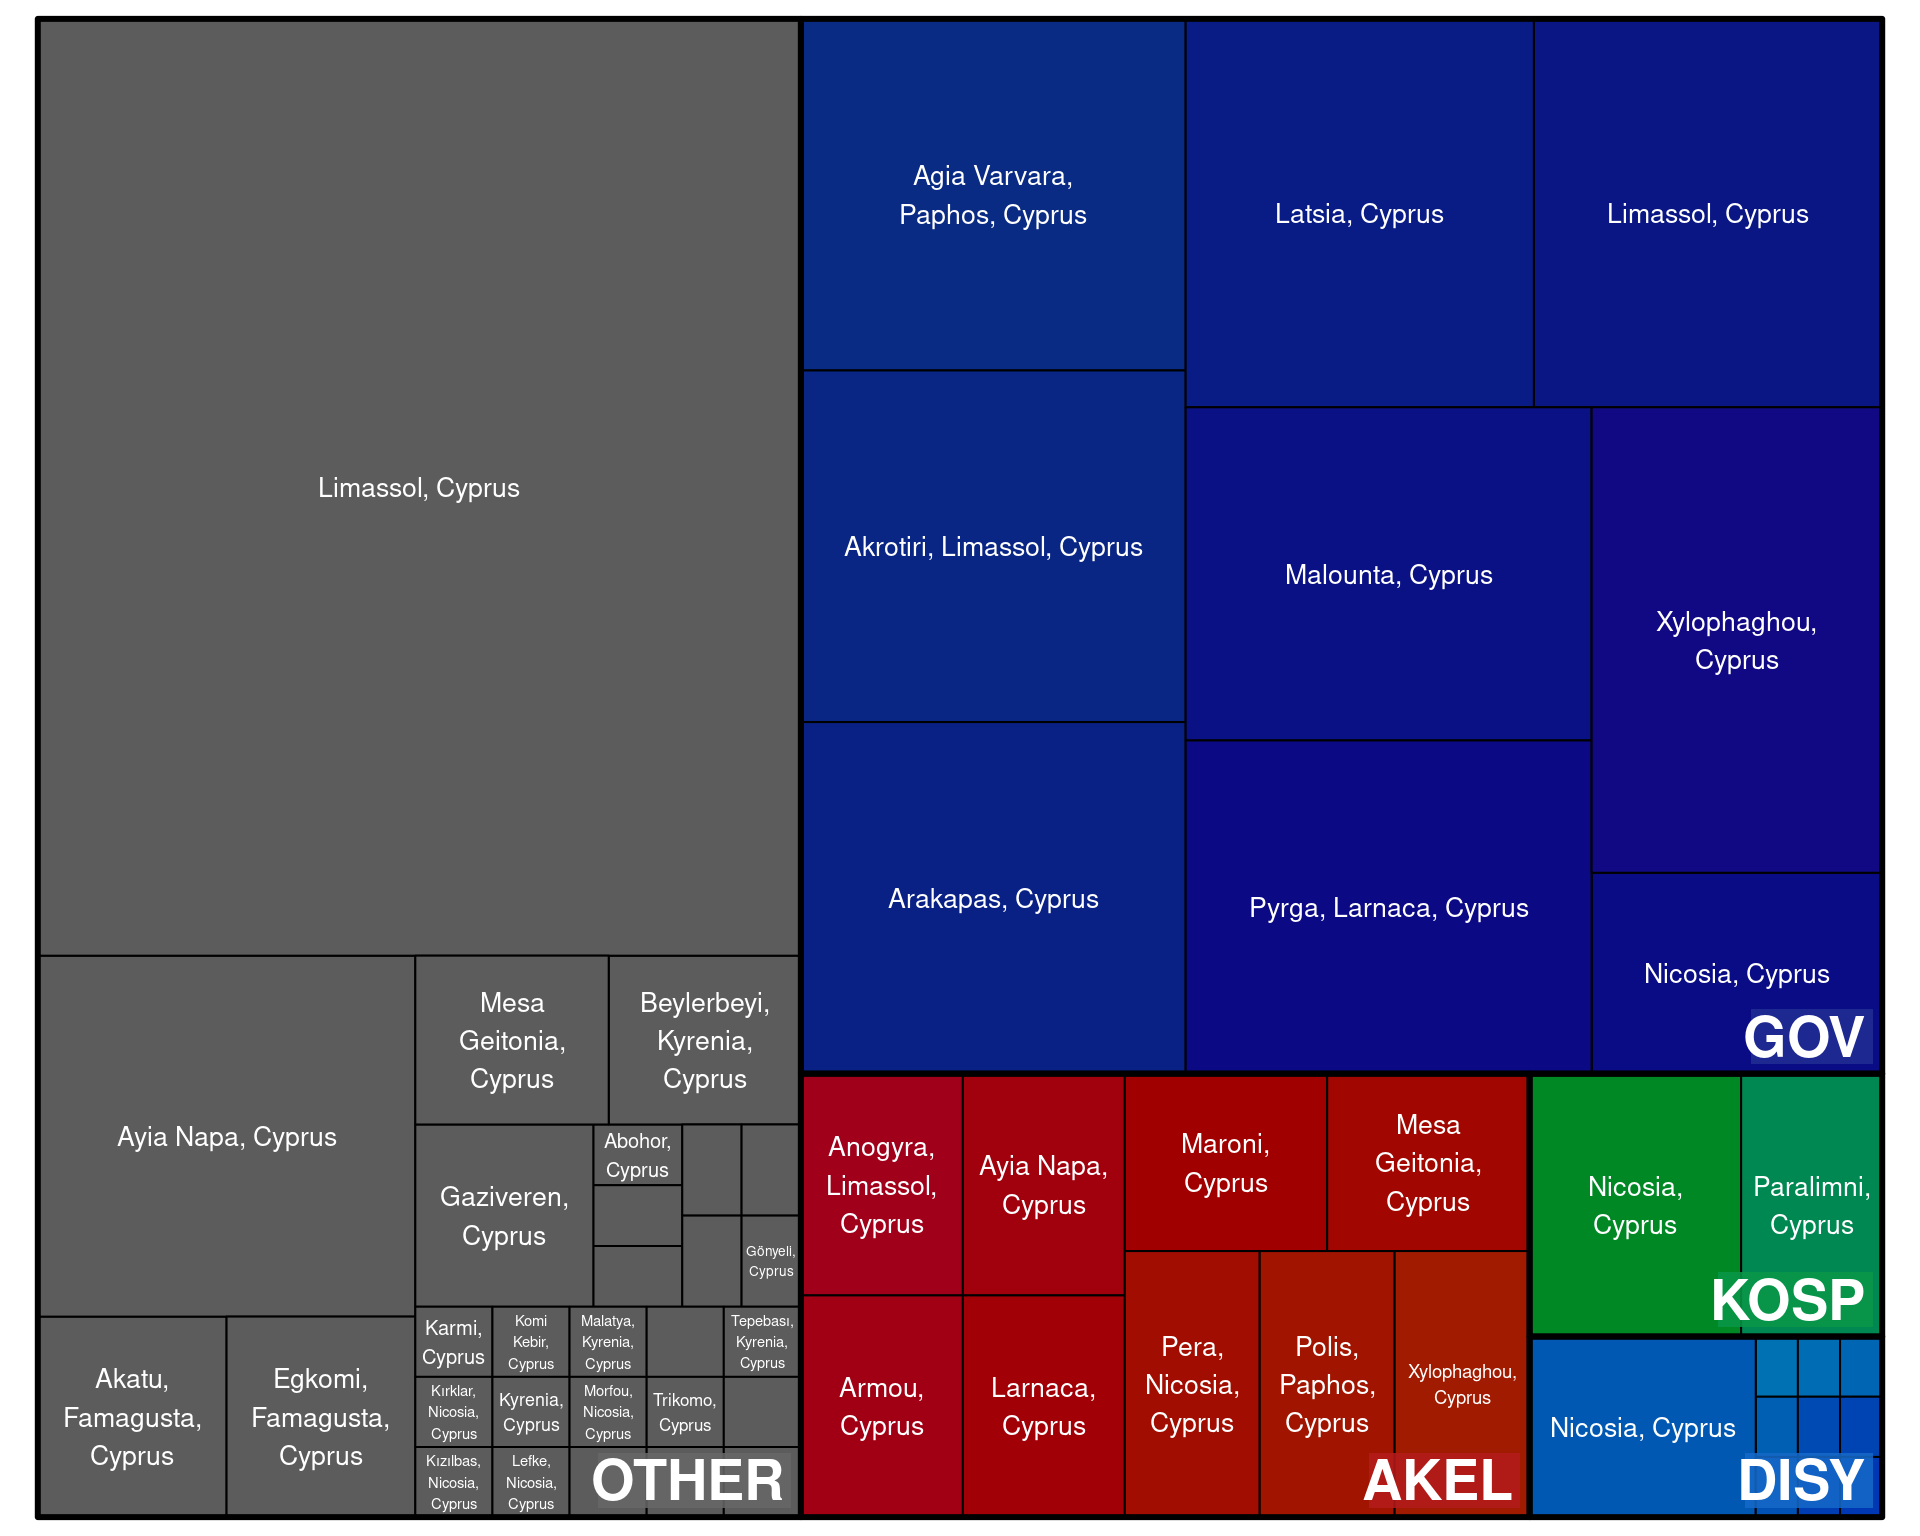 Limassol, Cyprus
Ayia Napa, Cyprus
Akatu,
Famagusta,
Cyprus
Egkomi,
Famagusta,
Cyprus
Mesa
Geitonia,
Cyprus
Beylerbeyi,
Kyrenia,
Cyprus
Gaziveren,
Cyprus
Abohor,
Cyprus
Gönyeli,
Cyprus
Karmi,
Cyprus
Komi
Kebir,
Cyprus
Malatya,
Kyrenia,
Cyprus
Tepebası,
Kyrenia,
Cyprus
Kırklar,
Nicosia,
Cyprus
Kyrenia,
Cyprus
Morfou,
Nicosia,
Cyprus
Trikomo,
Cyprus
Kızılbas,
Nicosia,
Cyprus
Lefke,
Nicosia,
Cyprus
OTHER
Agia Varvara,
Paphos, Cyprus
Akrotiri, Limassol, Cyprus
Arakapas, Cyprus
Latsia, Cyprus
Limassol, Cyprus
Malounta, Cyprus
Xylophaghou,
Cyprus
Pyrga, Larnaca, Cyprus
Nicosia, Cyprus
GOV
Anogyra,
Limassol,
Cyprus
Ayia Napa,
Cyprus
Maroni,
Cyprus
Mesa
Geitonia,
Cyprus
Armou,
Cyprus
Larnaca,
Cyprus
Pera,
Nicosia,
Cyprus
Polis,
Paphos,
Cyprus
Xylophaghou,
Cyprus
AKEL
Nicosia,
Cyprus
Paralimni,
Cyprus
KOSP
Nicosia, Cyprus
DISY